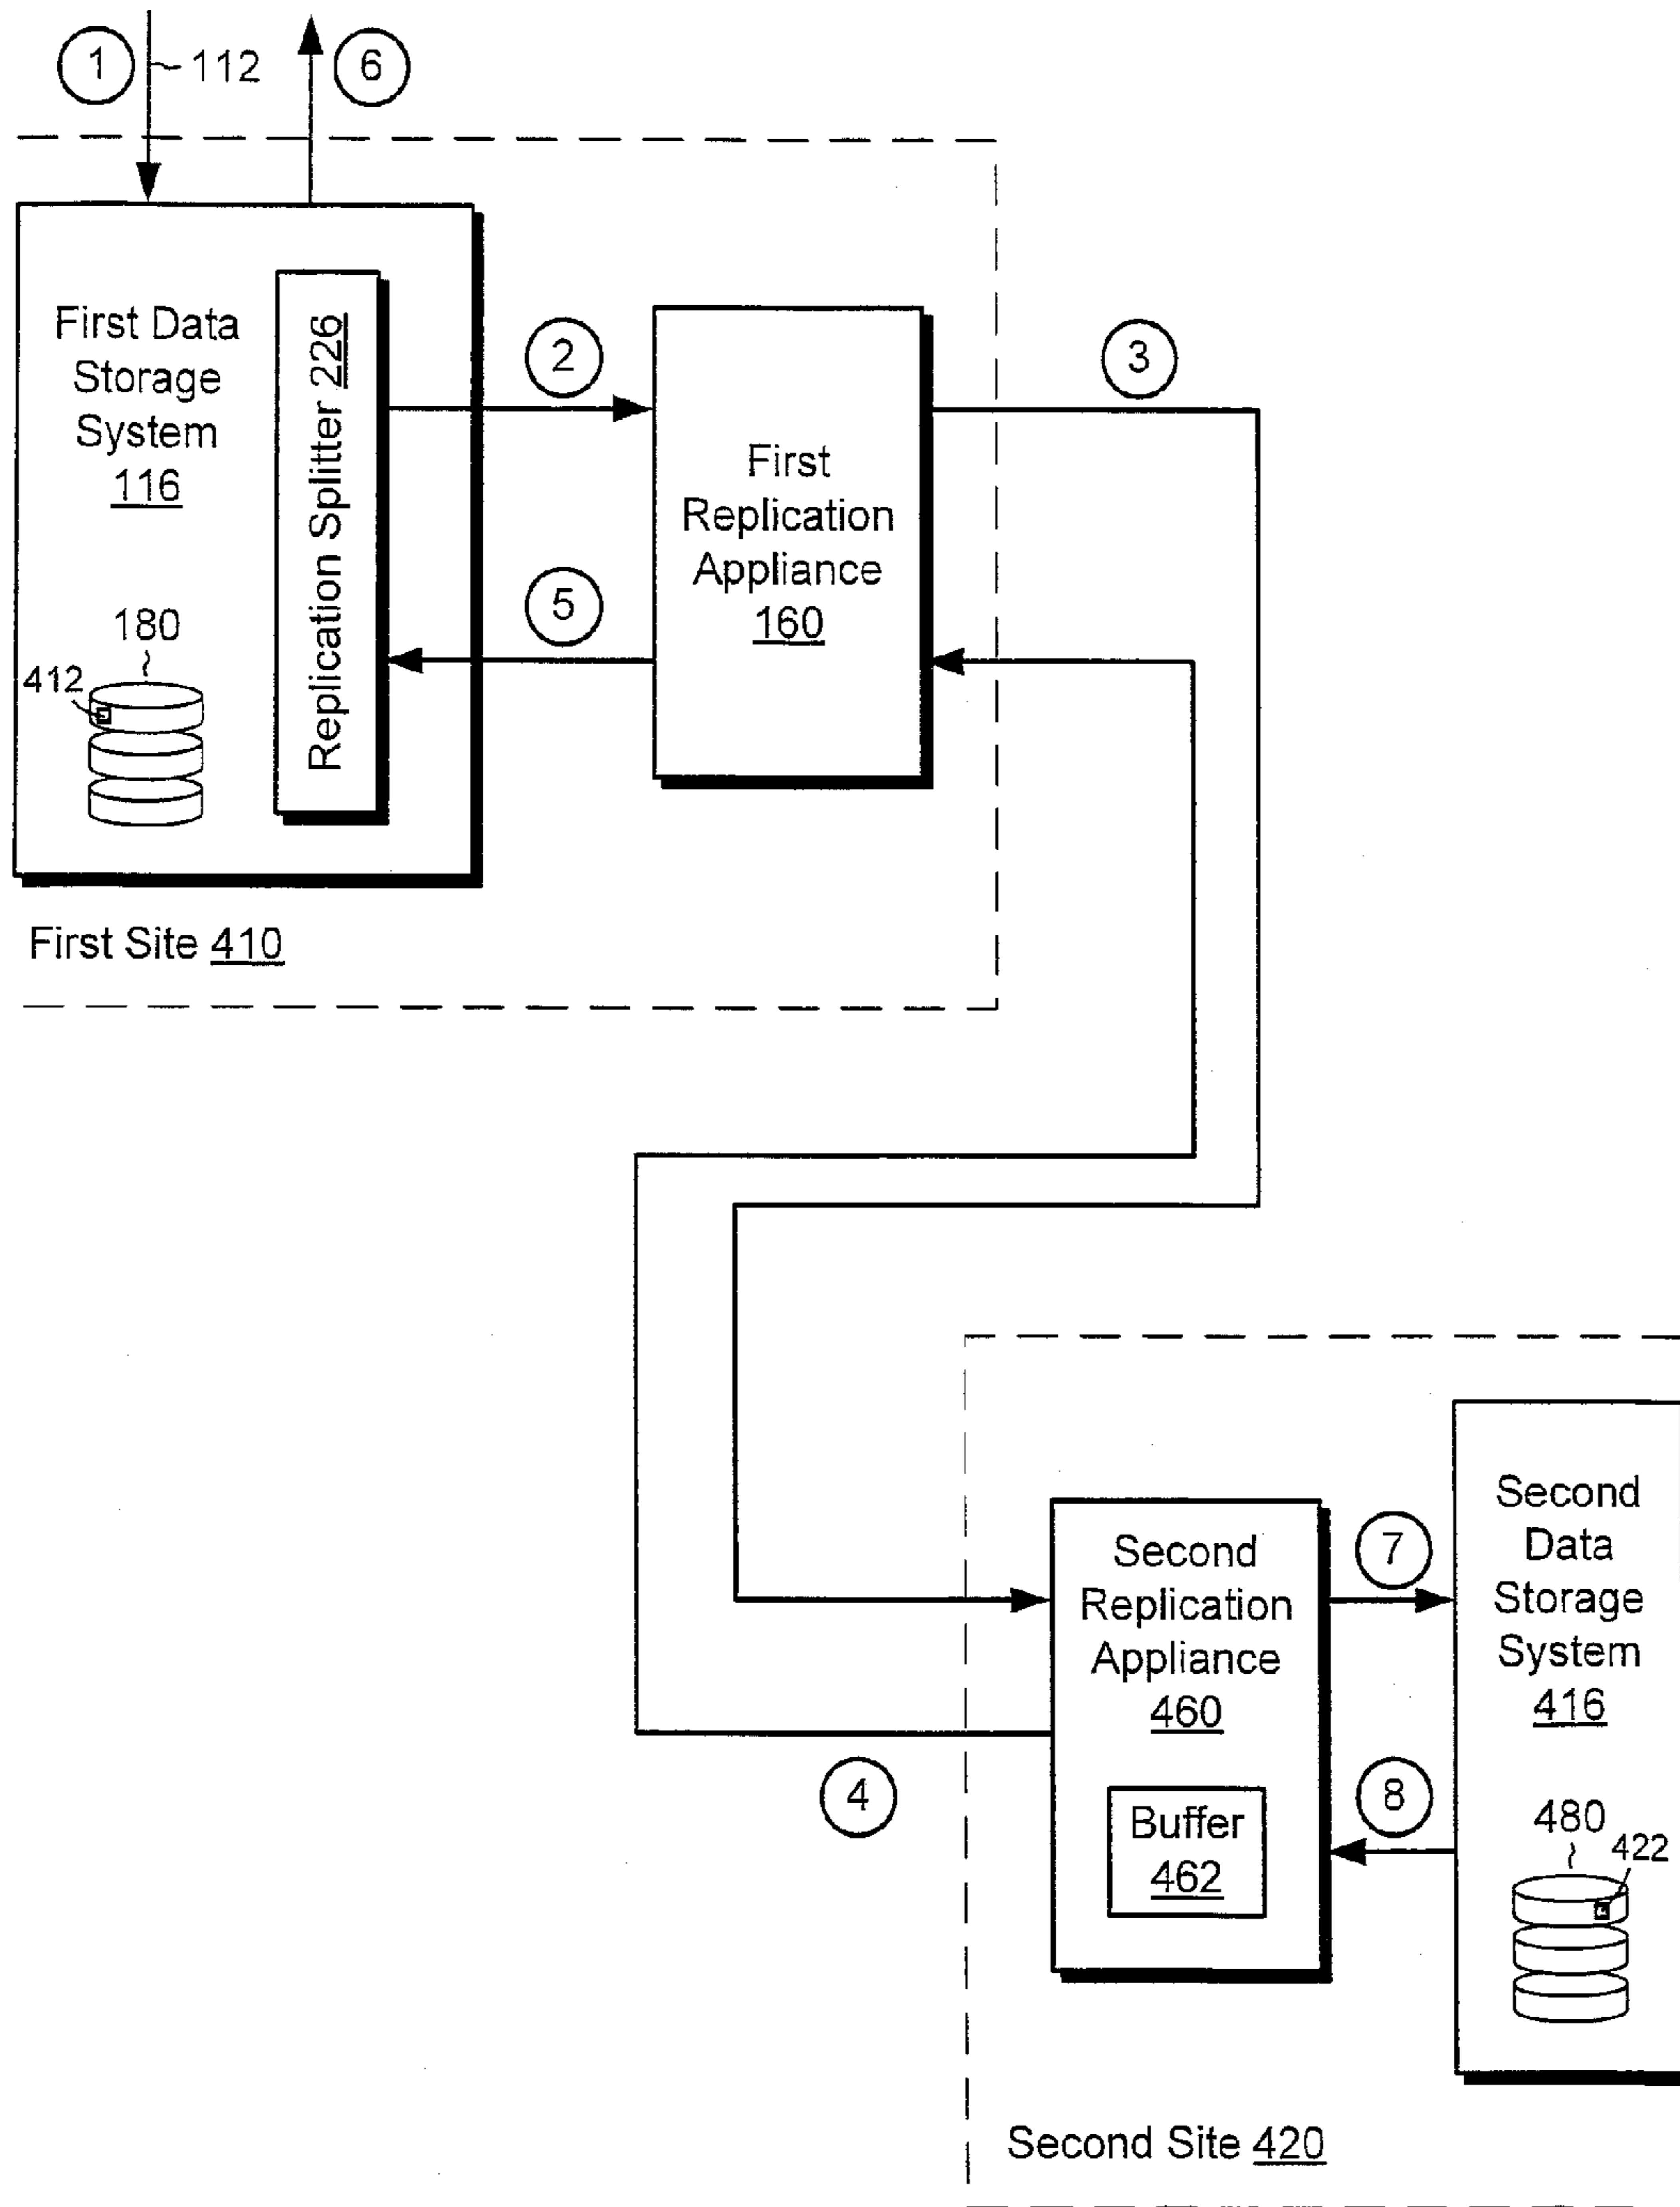 1
112
6
First Data
Storage
System
116
Replication Splitter 226
180
412
2
5
First
Replication
Appliance
160
3
First Site 410
4
Second
Replication
Appliance
460
Buffer
462
7
8
Second
Data
Storage
System
416
480
422
Second Site 420